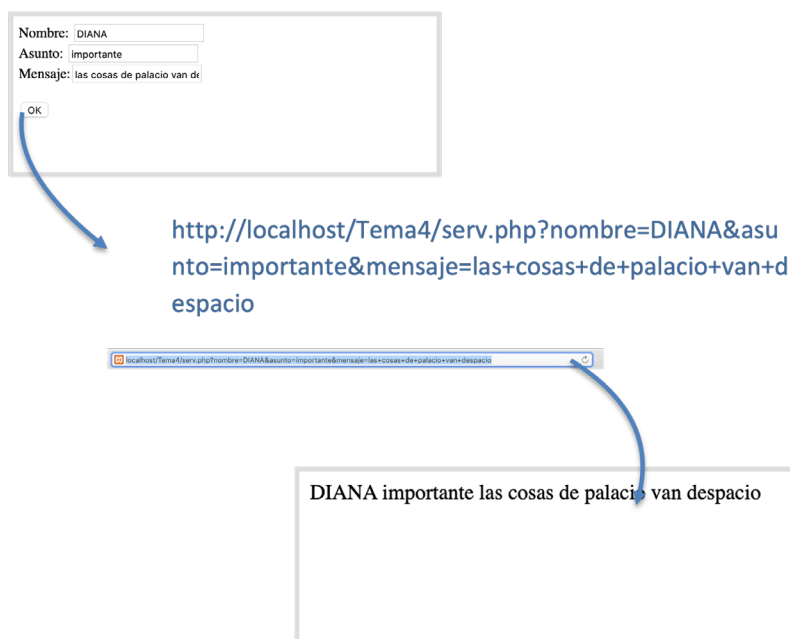 Nombre: DIANA
Asunto: importante
Mensaje: las cosas de palacio van de
OK
http://localhost/Tema4/serv.php?nombre=DIANA&asu
nto=importante&mensaje=las+cosas+de+palacio+van+d
espacio
localhost/Tema4/serv.php?nombre=DIANA&asunto=importante&mensaje=las+cosas+de+palacio+van+despacio
DIANA importante las cosas de palacio van despacio